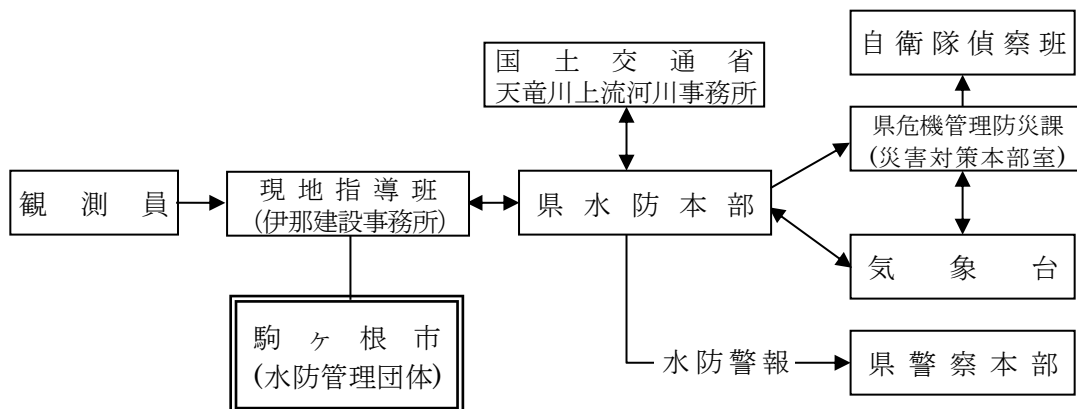 自衛隊偵察班
国土交通省
天竜川上流河川事務所
県危機管理防災課
(災害対策本部室)
観測員
現地指導班
(伊那建設事務所)
県水防本部
気象台
駒ヶ根市
(水防管理団体)
水防警報
県警察本部